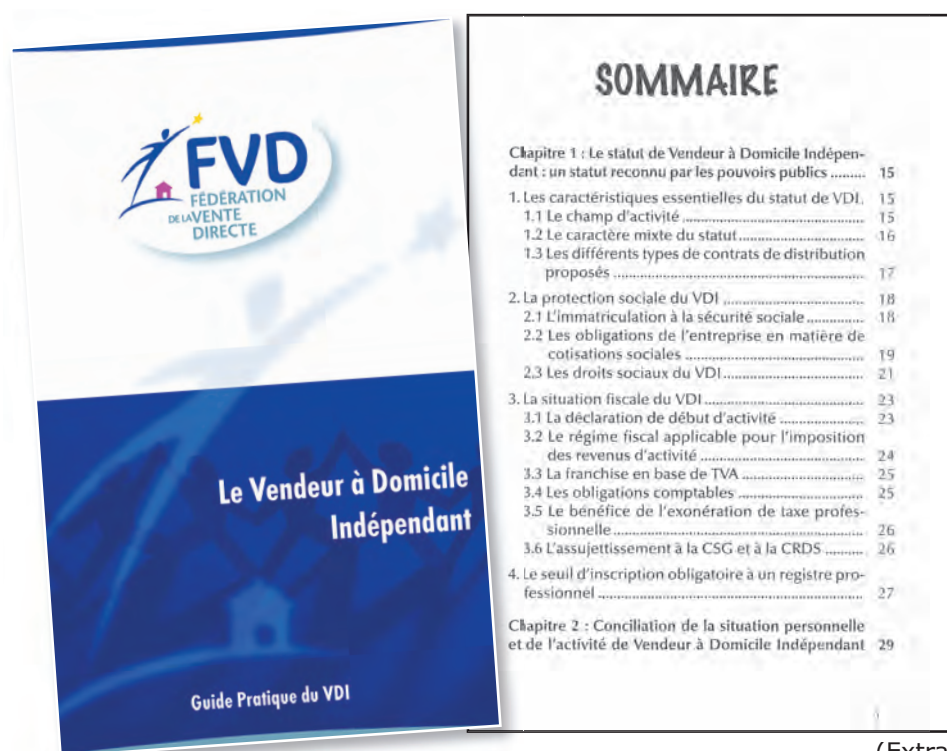 FVD
FÉDÉRATION
DE LA VENTE
DIRECTE
Le Vendeur à Domicile
Indépendant
Guide Pratique du VDI
SOMMAIRE
Chapitre 1 : Le statut de Vendeur à Domicile Indépen-
dant : un statut reconnu par les pouvoirs publics ......... 15
1. Les caractéristiques essentielles du statut de VDI. 15
1.1 Le champ d'activité ........................................ 15
1.2 Le caractère mixte du statut ............................ 16
1.3 Les différents types de contrats de distribution
proposés ........................................................ 17
2. La protection sociale du VDI ................................ 18
2.1 L'immatriculation à la sécurité sociale .............. 18
2.2 Les obligations de l'entreprise en matière de
cotisations sociales ........................................ 19
2.3 Les droits sociaux du VDI ................................ 21
3. La situation fiscale du VDI .................................... 23
3.1 La déclaration de début d'activité .................... 23
3.2 Le régime fiscal applicable pour l'imposition
des revenus d'activité .................................... 24
3.3 La franchise en base de TVA ............................ 25
3.4 Les obligations comptables ............................ 25
3.5 Le bénéfice de l'exonération de taxe profes-
sionnelle ........................................................ 26
3.6 L'assujettissement à la CSG et à la CRDS .......... 26
4. Le seuil d'inscription obligatoire à un registre pro-
fessionnel ............................................................ 27
Chapitre 2 : Conciliation de la situation personnelle
et de l'activité de Vendeur à Domicile Indépendant 29